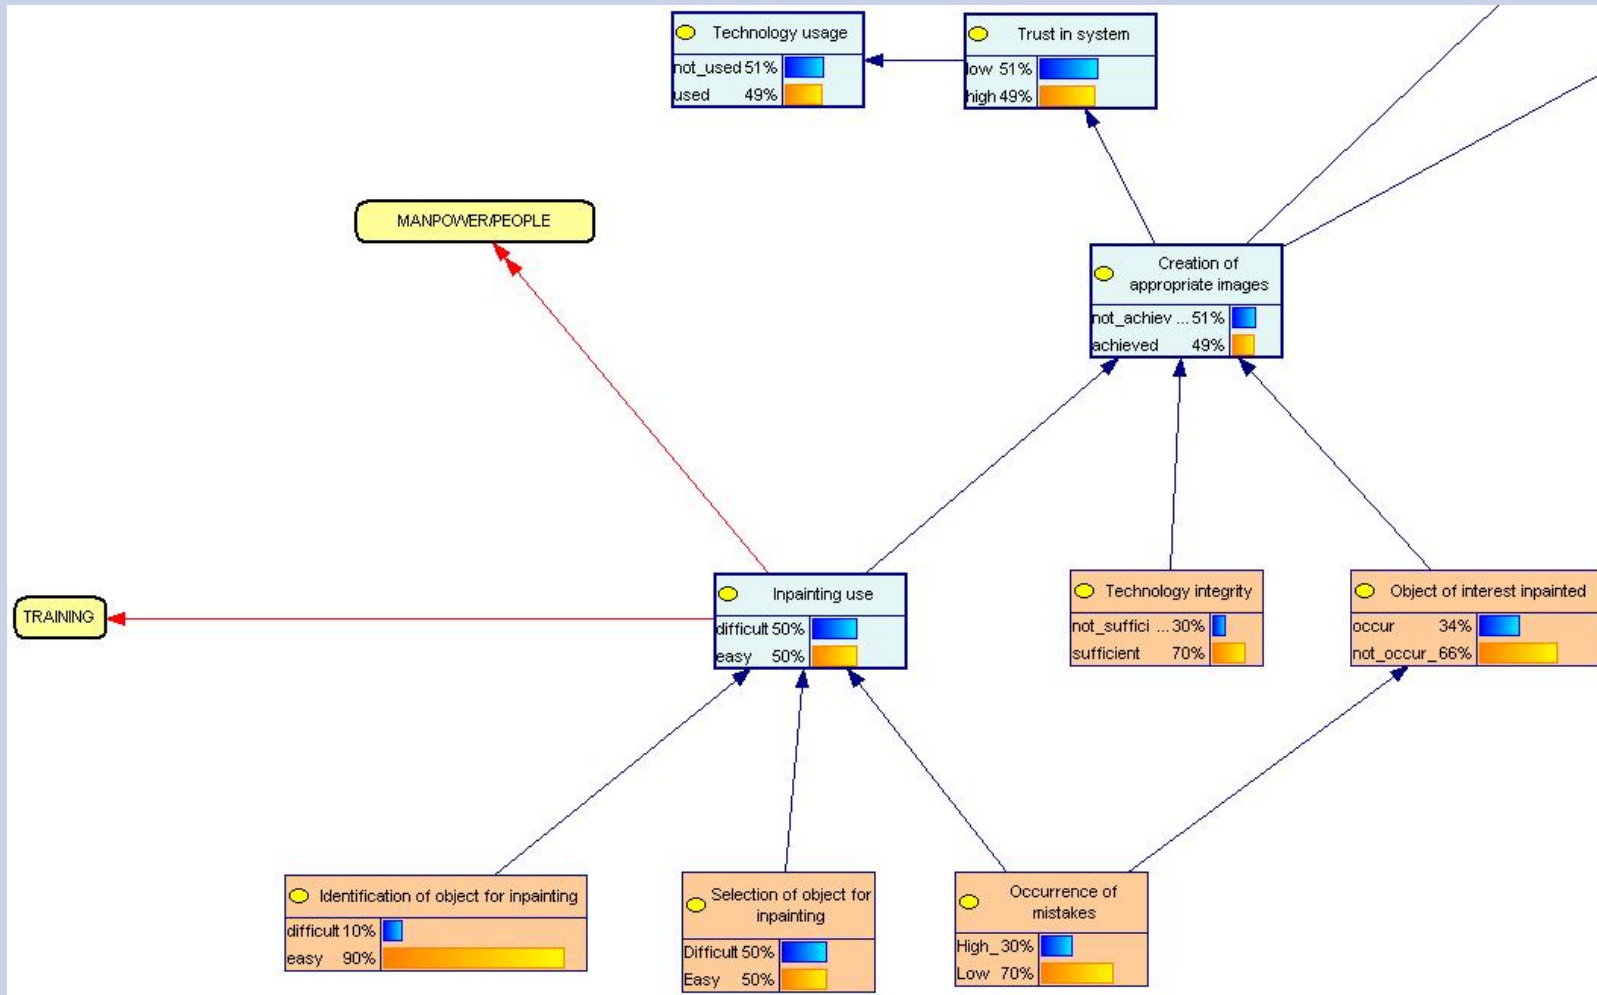 Technology usage
not_used 51%
used 49%
Trust in system
low 51%
high 49%
MANPOWER/PEOPLE
Creation of
appropriate images
not_achiev ... 51%
achieved 49%
TRAINING
Inpainting use
difficult 50%
easy 50%
Technology integrity
not_suffici ... 30%
sufficient 70%
Object of interest inpainted
occur 34%
not_occur_ 66%
Identification of object for inpainting
difficult 10%
easy 90%
Selection of object for
inpainting
Difficult 50%
Easy 50%
Occurrence of
mistakes
High_ 30%
Low 70%